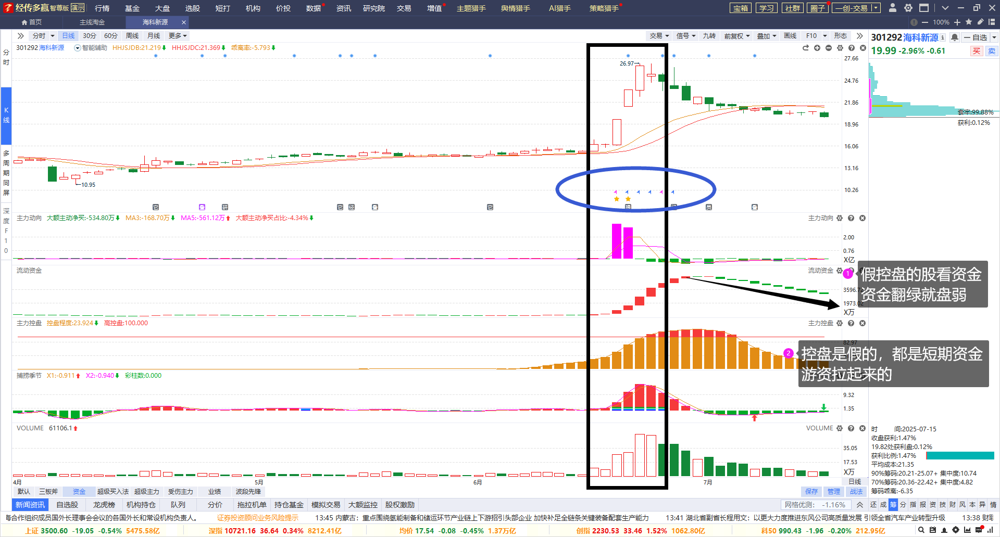 经传多赢 智尊版 演示 行情 基金 大盘 选股 短打 机构 价投 数据 资讯 研究院 交易 增值 主题猎手 舆情猎手 AI猎手 策略猎手 宝箱 学习 社群 圈子 一创-交易
首页 主线淘金 海科新源 100%
分时 日线 30分 60分 周线 月线 更多 交易 信号 九转 前复权 叠加 画线 F10 形态 301292 海科新源 自选
19.99 -2.96% -0.61 买 卖
301292 海科新源 智能辅助 HHJSJDB:21.219 HHJSJDC:21.369 乖离率:-5.793
分时
K线
多周期同屏
深度F10
27.66
26.97
24.76
21.86
18.96
16.06
13.16
10.26
10.95
套牢:99.88%
获利:0.12%
主力动向 大额主动净买:-534.80万 MA3:-168.70万 MA5:-561.12万 大额主动净买占比:-4.34% 主力动向
2.00
0.76
X亿
流动资金 流动资金
1 假控盘的股看资金
资金翻绿就盘弱
3596.72
1973.02
X万
主力控盘 控盘程度:23.924 高控盘:100.000 主力控盘
82.97
2 控盘是假的，都是短期资金
游资拉起来的
捕捞季节 X1:-0.911 X2:-0.940 彩柱数:0.000
9.32
1.35
VOLUME 61106.1 VOLUME
35.05
17.53
X万
4月 5月 6月 7月 日线
时 间:2025-07-15
收盘获利:1.47%
19.82处获利盘:0.12%
获利比例:1.47%
平均成本:21.35
90%筹码:20.21-25.07+ 集中度:10.74
70%筹码:20.36-22.42+ 集中度:4.82
筹码乖离:-6.35
默认 三板斧 资金 超级买入法 超级主力 受伤主力 业绩 波段先锋 保存 管理 战法
新闻资讯 自选股 龙虎榜 机构持仓 队列 分价 拖拉机单 持仓基金 模拟交易 大额监控 股权激励 网格优测: -1.16% 还 成 筹 分 指 报 资 技 财 风 本 异 情
海合作组织成员国外长理事会会议的各国外长和常设机构负责人。 证券投资顾问业务风险提示 13:45 内蒙古：重点围绕氢能制备和储运环节产业链上下游招引头部企业 加快补足全链条关键装备配套生产能力 13:41 湖北省副省长程用文：以更大力度推进东风公司高质量发展 引领全省汽车产业转型升级 13:38 财联
上证 3500.60 -19.05 -0.54% 5475.58亿 深指 10721.16 36.64 0.34% 8212.41亿 均价 17.54 -0.08 -0.45% 1.37万亿 创指 2230.53 33.46 1.52% 1062.80亿 科50 990.43 -1.96 -0.20% 212.95亿